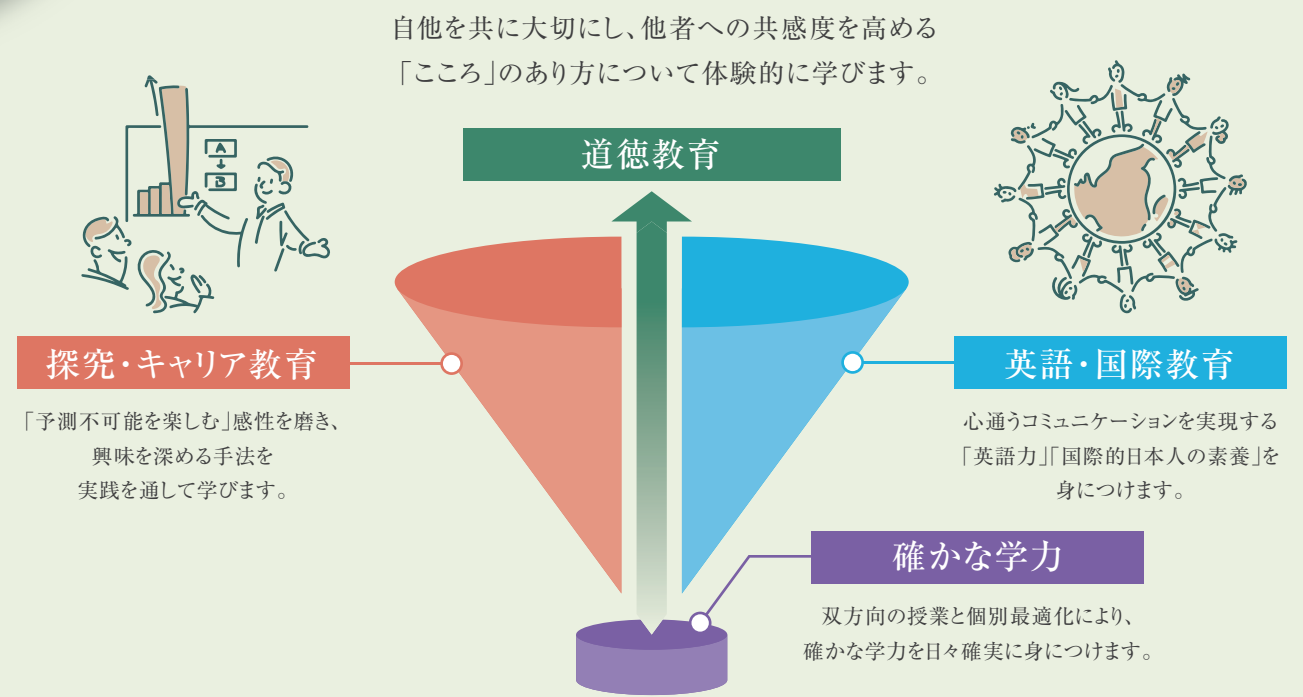 自他を共に大切にし、他者への共感度を高める
「こころ」のあり方について体験的に学びます。
道徳教育
A
B
探究・キャリア教育
「予測不可能を楽しむ」感性を磨き、
興味を深める手法を
実践を通して学びます。
英語・国際教育
心通うコミュニケーションを実現する
「英語力」「国際的日本人の素養」を
身につけます。
確かな学力
双方向の授業と個別最適化により、
確かな学力を日々確実に身につけます。